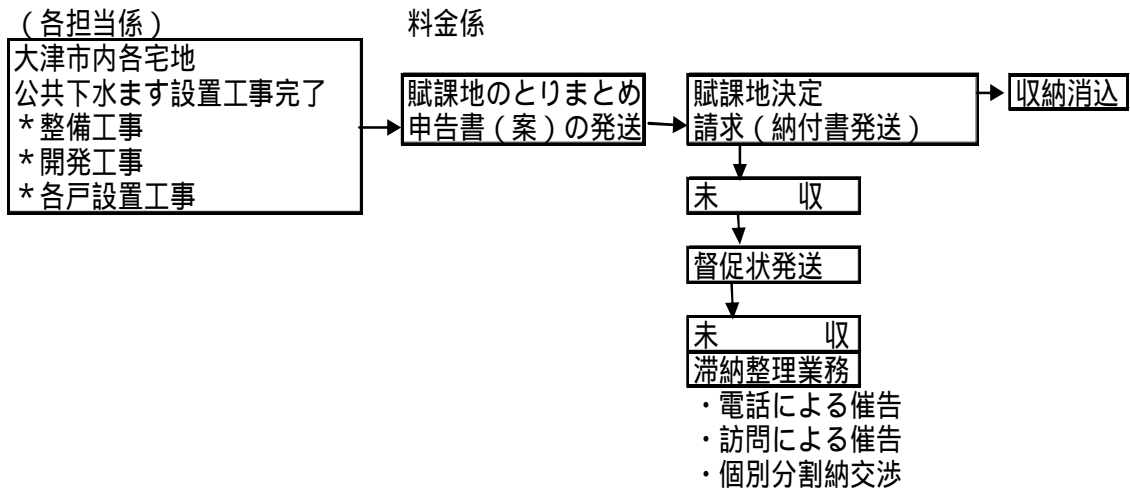 （各担当係）
料金係
大津市内各宅地
公共下水ます設置工事完了
＊整備工事
＊開発工事
＊各戸設置工事
賦課地のとりまとめ
申告書（案）の発送
賦課地決定
請求（納付書発送）
収納消込
未　　　収
督促状発送
未　　　　収
滞納整理業務
・電話による催告
・訪問による催告
・個別分割納交渉